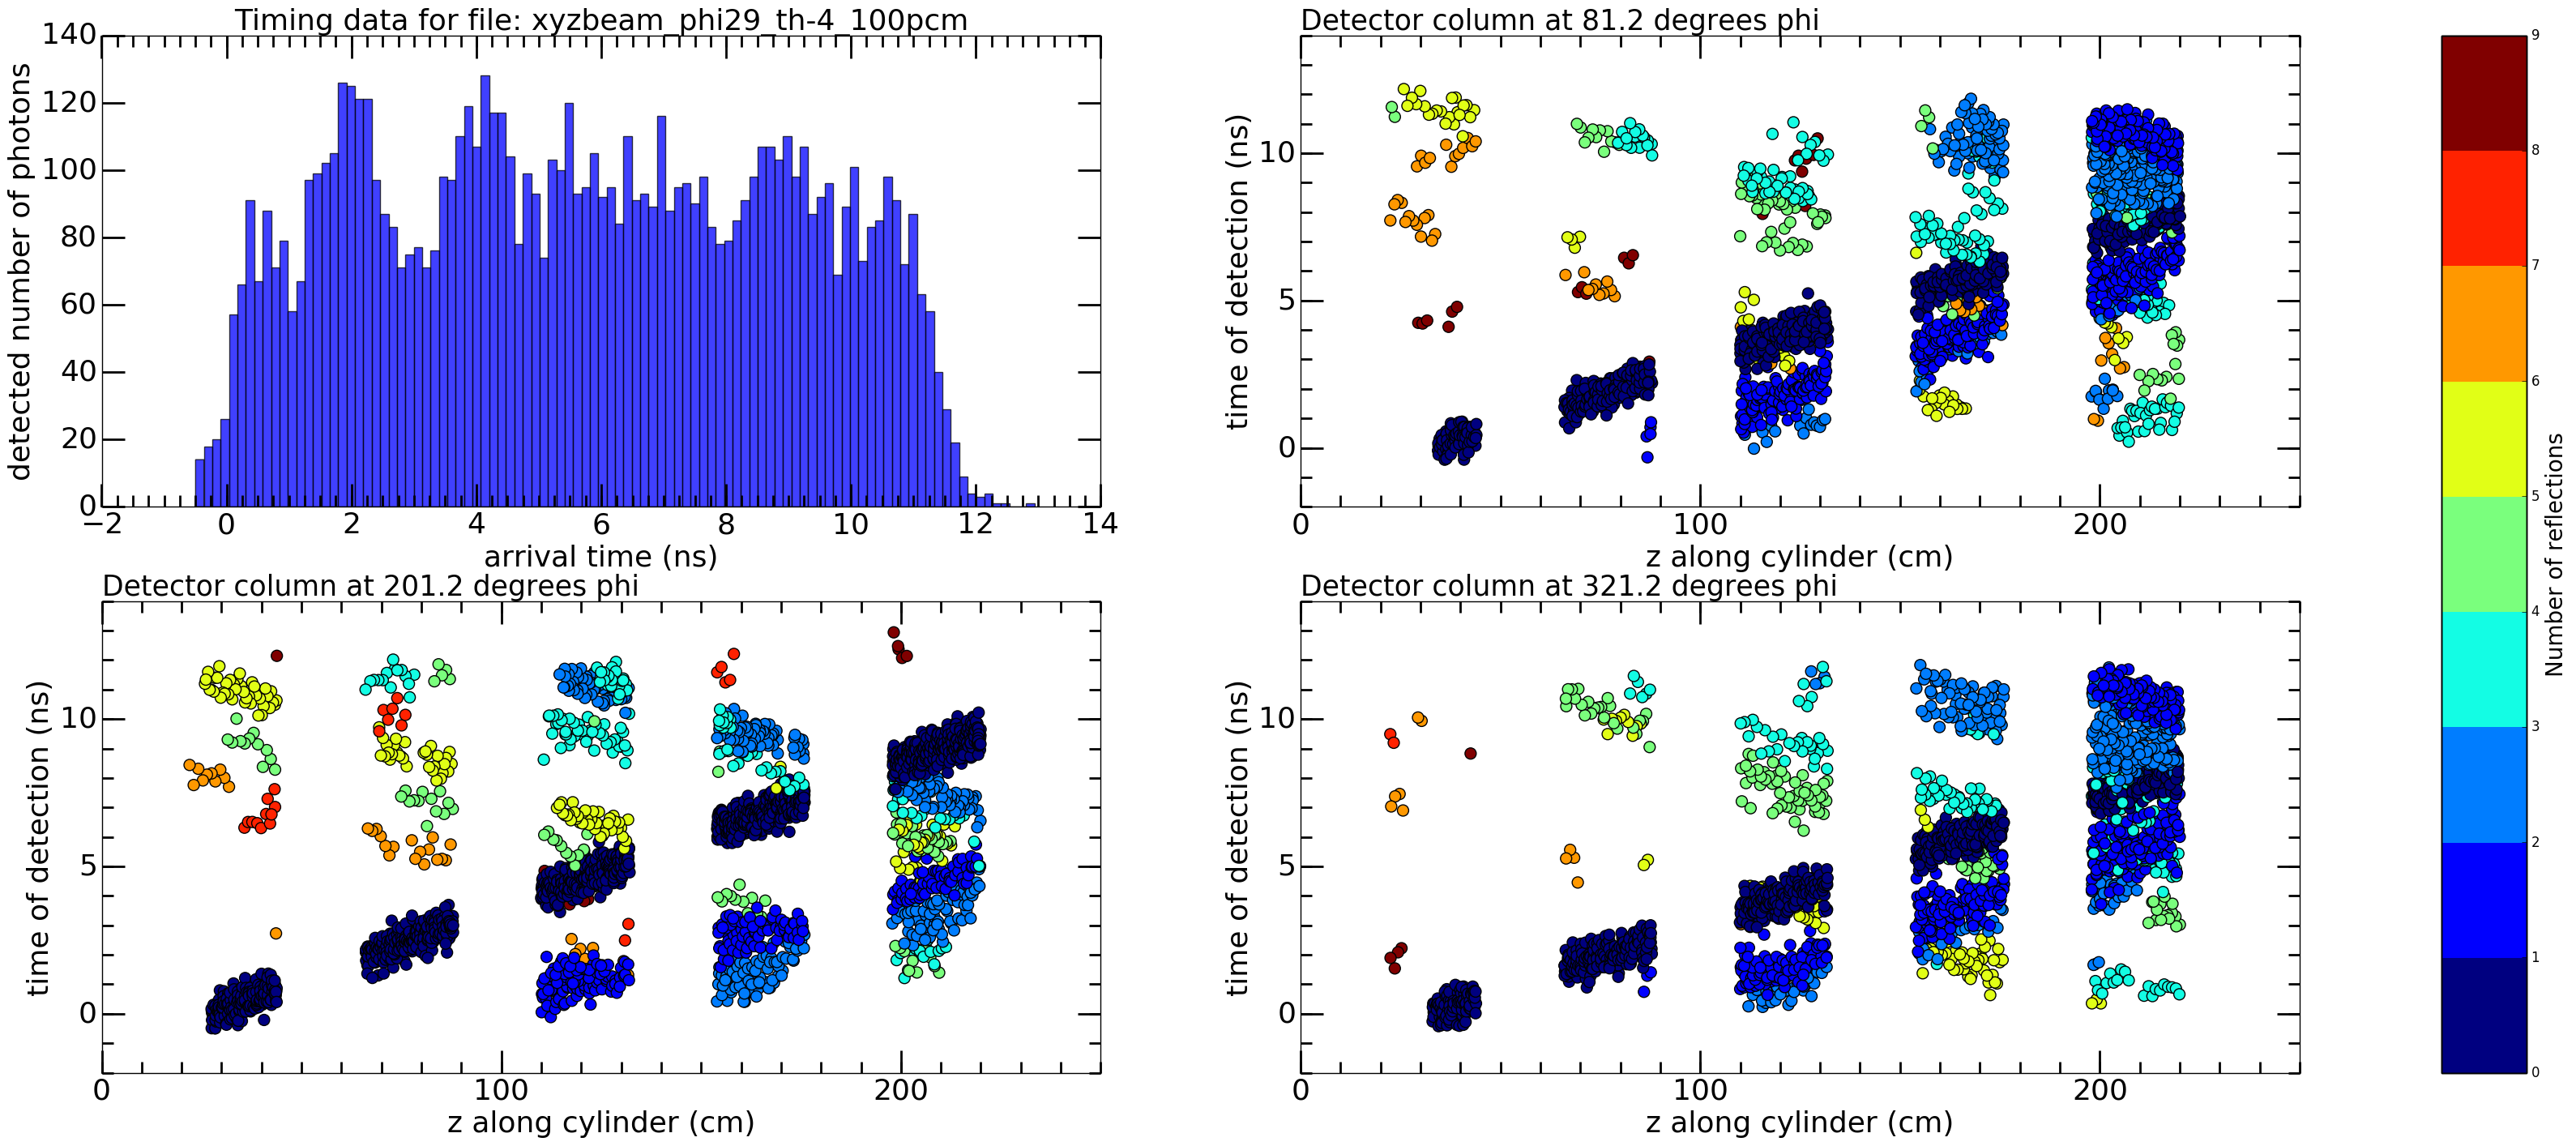 Timing data for file: xyzbeam_phi29_th-4_100pcm
140
120
100
80
60
40
20
0
detected number of photons
−2 0 2 4 6 8 10 12 14
arrival time (ns)
Detector column at 81.2 degrees phi
10
5
0
time of detection (ns)
0 100 200
z along cylinder (cm)
Detector column at 201.2 degrees phi
10
5
0
time of detection (ns)
0 100 200
z along cylinder (cm)
Detector column at 321.2 degrees phi
10
5
0
time of detection (ns)
0 100 200
z along cylinder (cm)
9
8
7
6
5
4
3
2
1
0
Number of reflections